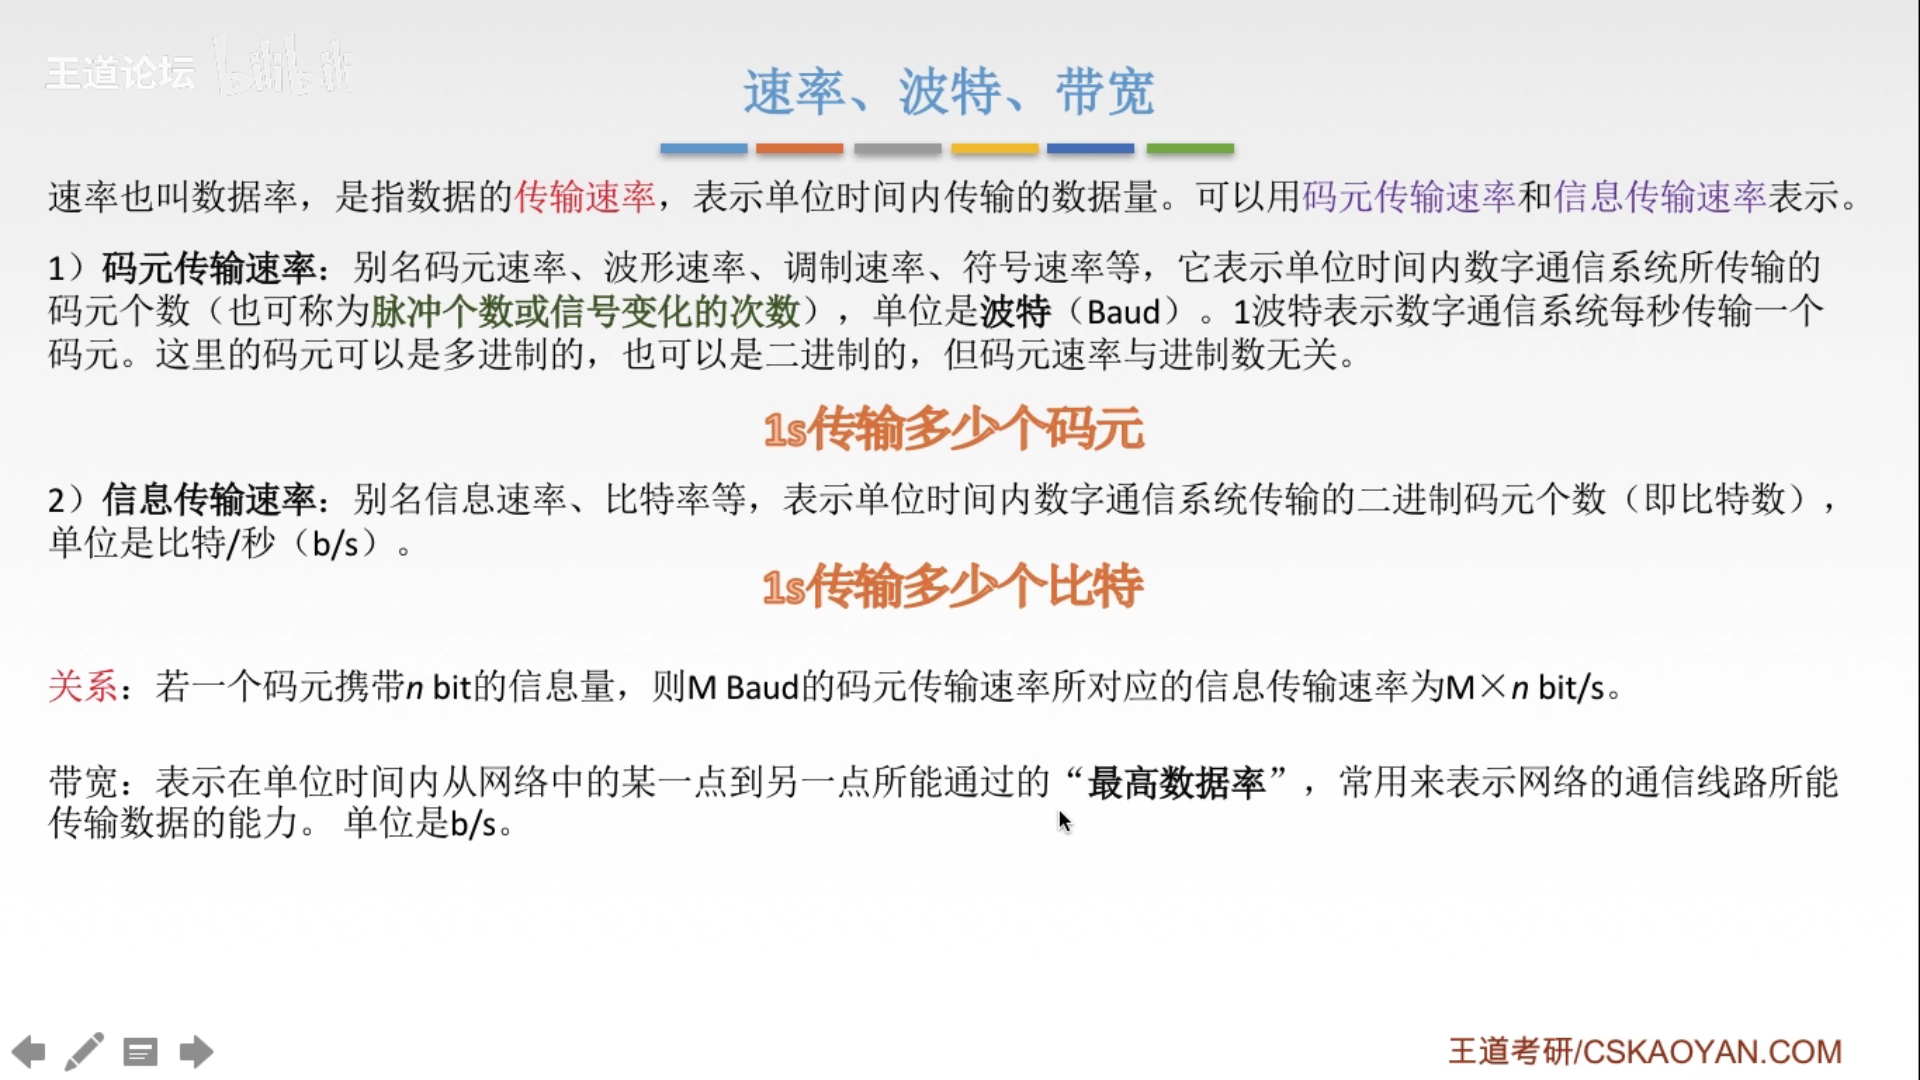 王道论坛 bilibili
速率、波特、带宽
速率也叫数据率，是指数据的传输速率，表示单位时间内传输的数据量。可以用码元传输速率和信息传输速率表示。
1）码元传输速率：别名码元速率、波形速率、调制速率、符号速率等，它表示单位时间内数字通信系统所传输的
码元个数（也可称为脉冲个数或信号变化的次数），单位是波特（Baud）。1波特表示数字通信系统每秒传输一个
码元。这里的码元可以是多进制的，也可以是二进制的，但码元速率与进制数无关。
1s传输多少个码元
2）信息传输速率：别名信息速率、比特率等，表示单位时间内数字通信系统传输的二进制码元个数（即比特数），
单位是比特/秒（b/s）。
1s传输多少个比特
关系：若一个码元携带n bit的信息量，则M Baud的码元传输速率所对应的信息传输速率为M×n bit/s。
带宽：表示在单位时间内从网络中的某一点到另一点所能通过的“最高数据率”，常用来表示网络的通信线路所能
传输数据的能力。 单位是b/s。
王道考研/CSKAOYAN.COM